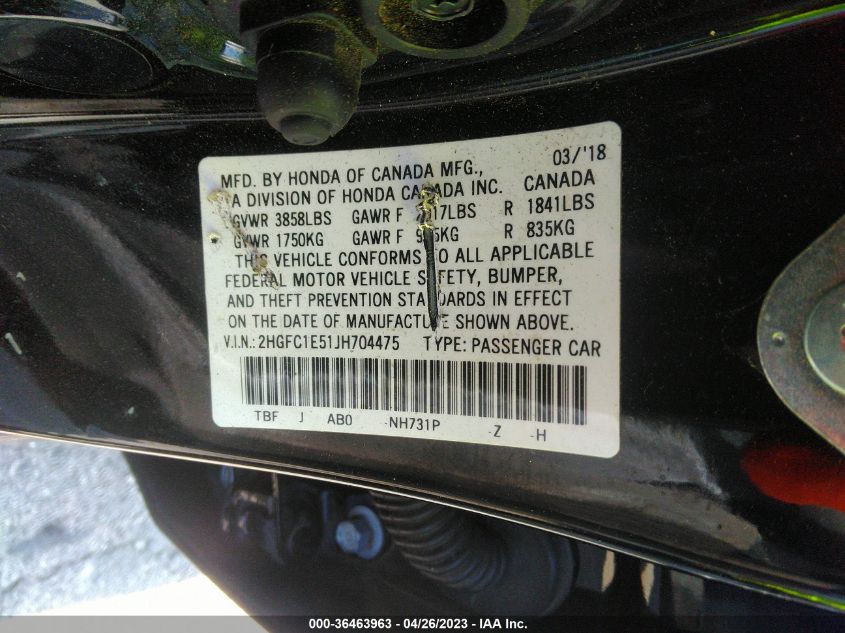 03/'18
MFD. BY HONDA OF CANADA MFG.,
A DIVISION OF HONDA CANADA INC. CANADA
GVWR 3858LBS GAWR F LBS R 1841LBS
GVWR 1750KG GAWR F KG R 835KG
THIS VEHICLE CONFORMS TO ALL APPLICABLE
FEDERAL MOTOR VEHICLE SAFETY, BUMPER,
AND THEFT PREVENTION STANDARDS IN EFFECT
ON THE DATE OF MANUFACTURE SHOWN ABOVE.
V.I.N.: 2HGFC1E51JH704475 TYPE: PASSENGER CAR
TBF J AB0 NH731P Z H
000-36463963 / 04/26/2023 / IAA Inc.